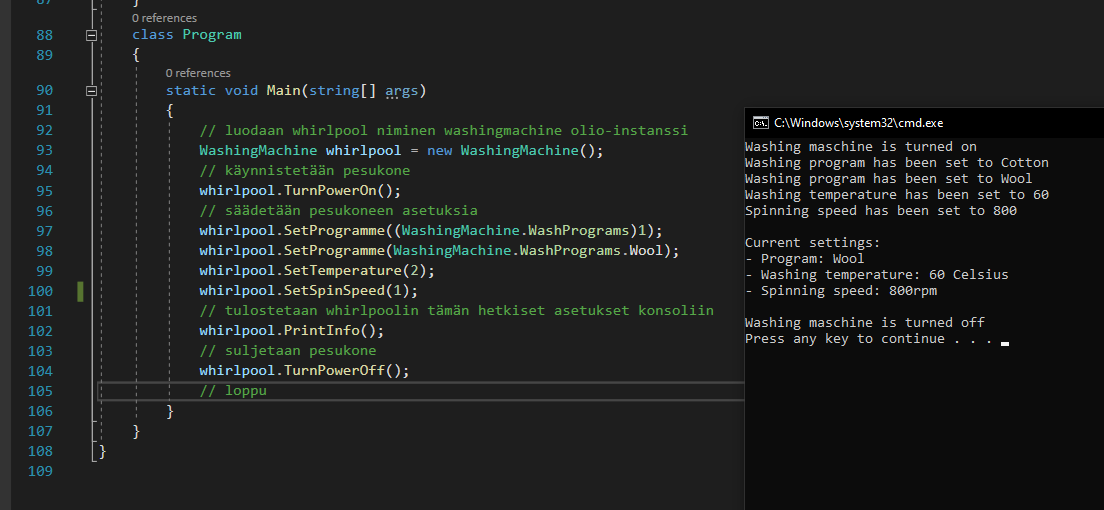 87 }
0 references
88 class Program
89 {
0 references
90 static void Main(string[] args)
91 {
92 // luodaan whirlpool niminen washingmachine olio-instanssi
93 WashingMachine whirlpool = new WashingMachine();
94 // käynnistetään pesukone
95 whirlpool.TurnPowerOn();
96 // säädetään pesukoneen asetuksia
97 whirlpool.SetProgramme((WashingMachine.WashPrograms)1);
98 whirlpool.SetProgramme(WashingMachine.WashPrograms.Wool);
99 whirlpool.SetTemperature(2);
100 whirlpool.SetSpinSpeed(1);
101 // tulostetaan whirlpoolin tämän hetkiset asetukset konsoliin
102 whirlpool.PrintInfo();
103 // suljetaan pesukone
104 whirlpool.TurnPowerOff();
105 // loppu
106 }
107 }
108 }
109
C:\Windows\system32\cmd.exe
Washing maschine is turned on
Washing program has been set to Cotton
Washing program has been set to Wool
Washing temperature has been set to 60
Spinning speed has been set to 800
Current settings:
- Program: Wool
- Washing temperature: 60 Celsius
- Spinning speed: 800rpm
Washing maschine is turned off
Press any key to continue . . .